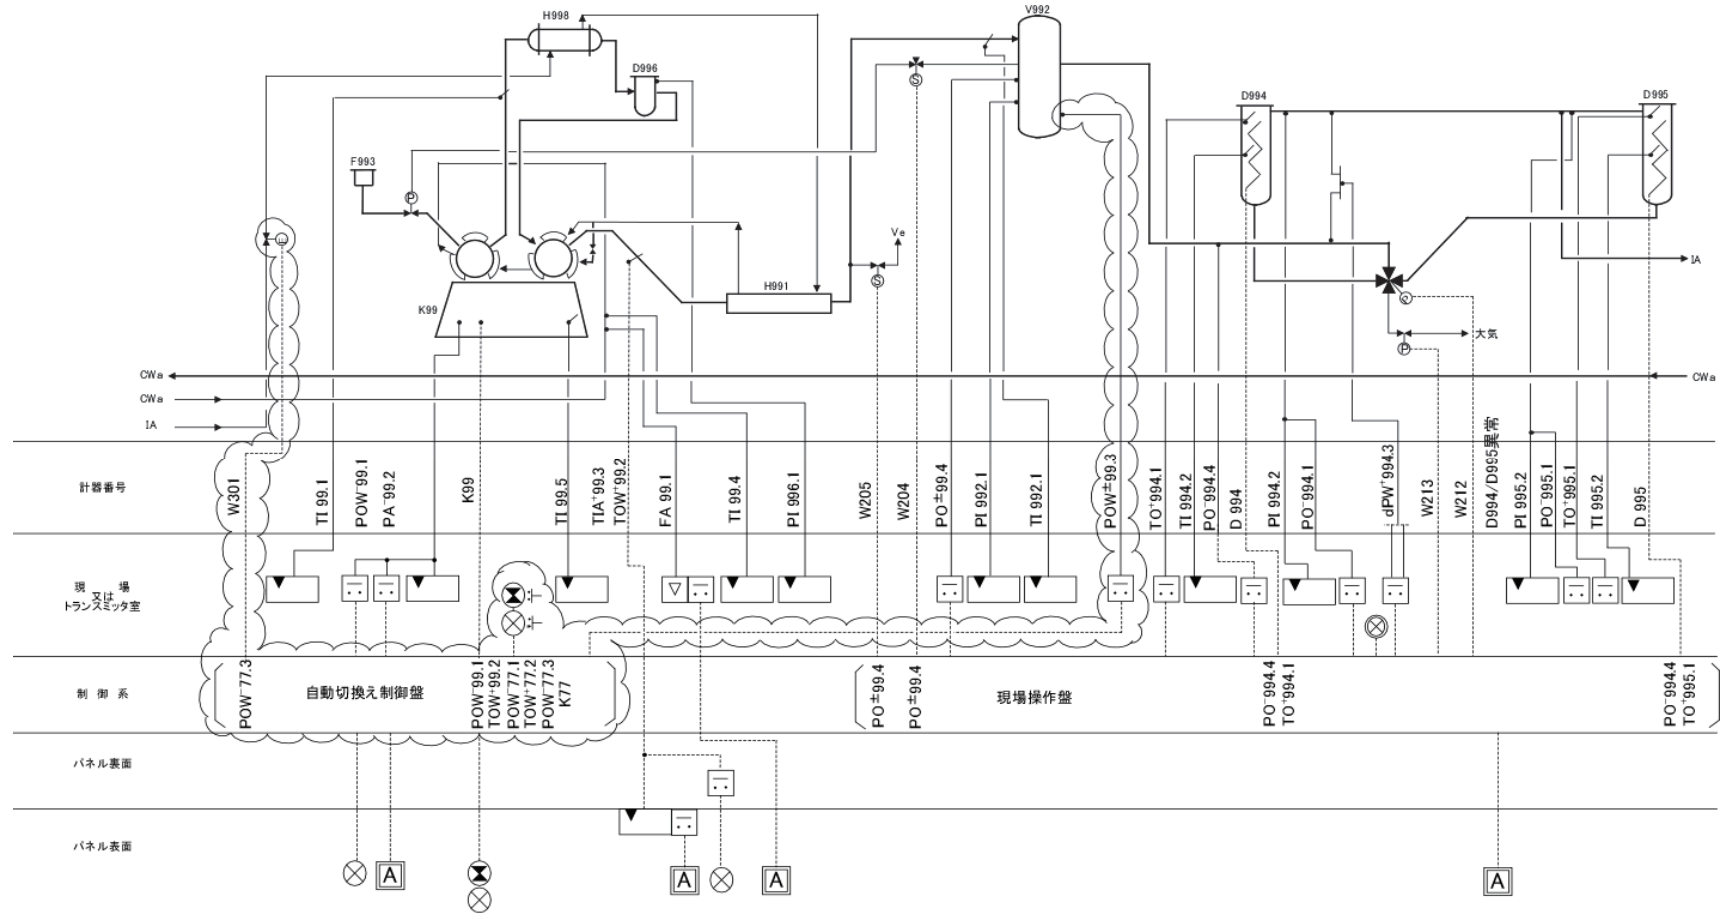 H998
V992
D996
D994
D995
F993
P
S
Ve
S
H991
K99
IA
大気
P
CWa
CWa
CWa
IA
計器番号
W301
TI 99.1
POW⁻99.1
PA⁻99.2
K99
TI 99.5
TIA⁺99.3
TOW⁺99.2
FA 99.1
TI 99.4
PI 996.1
W205
W204
PO±99.4
PI 992.1
TI 992.1
POW±99.3
TO⁺994.1
TI 994.2
PO⁻994.4
D 994
PI 994.2
PO⁻994.1
dPW⁺994.3
W213
W212
D994/D995異常
PI 995.2
PO⁻995.1
TO⁺995.1
TI 995.2
D 995
現 場
又は
トランスミッタ室
制 御 系
POW⁻77.3
自動切換え制御盤
POW⁻99.1
TOW⁺99.2
POW⁻77.1
TOW⁺77.2
POW⁻77.3
K77
PO±99.4
PO±99.4
現場操作盤
PO⁻994.4
TO⁺994.1
PO⁻994.4
TO⁺995.1
パネル裏面
パネル表面
A
A
A
A